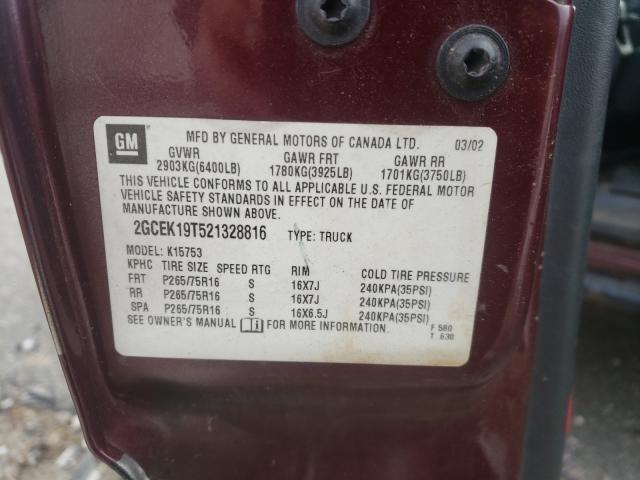 GM
MFD BY GENERAL MOTORS OF CANADA LTD. 03/02
GVWR GAWR FRT GAWR RR
2903KG(6400LB) 1780KG(3925LB) 1701KG(3750LB)
THIS VEHICLE CONFORMS TO ALL APPLICABLE U.S. FEDERAL MOTOR
VEHICLE SAFETY STANDARDS IN EFFECT ON THE DATE OF
MANUFACTURE SHOWN ABOVE.
2GCEK19T521328816 TYPE: TRUCK
MODEL: K15753
KPHC TIRE SIZE SPEED RTG RIM COLD TIRE PRESSURE
FRT P265/75R16 S 16X7J 240KPA(35PSI)
RR P265/75R16 S 16X7J 240KPA(35PSI)
SPA P265/75R16 S 16X6.5J 240KPA(35PSI)
SEE OWNER'S MANUAL FOR MORE INFORMATION. F 580
T 630